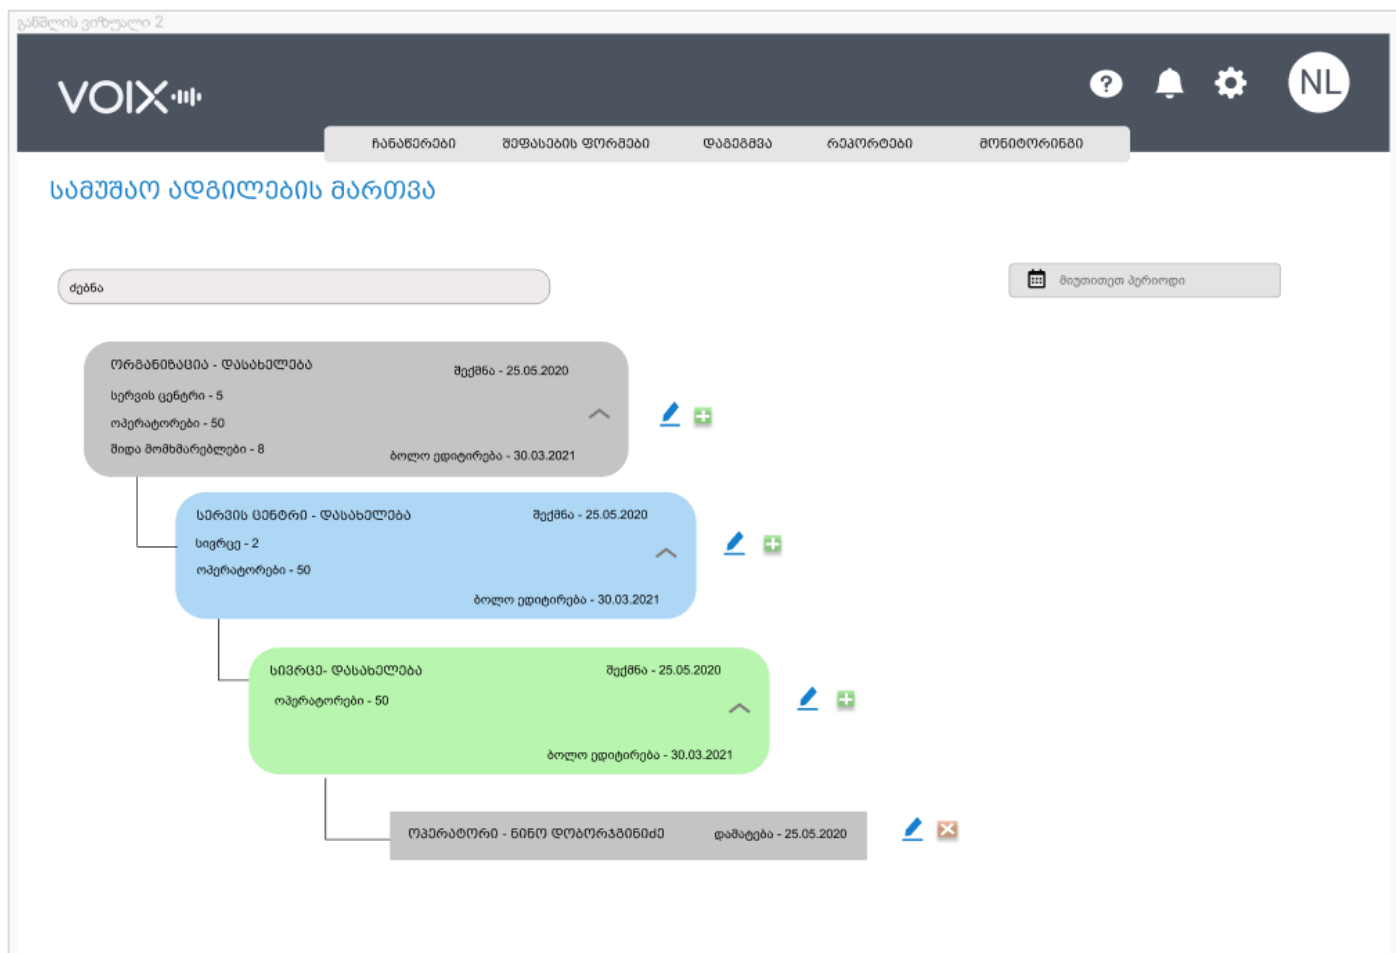 განშლის ვიზუალი 2
VOIX
NL
ჩანაწერები შეფასების ფორმები დაგეგმვა რეპორტები მონიტორინგი
სამუშაო ადგილების მართვა
ძებნა
მიუთითეთ პერიოდი
ორგანიზაცია - დასახელება
შექმნა - 25.05.2020
სერვის ცენტრი - 5
ოპერატორები - 50
შიდა მომხმარებლები - 8
ბოლო ედიტირება - 30.03.2021
სერვის ცენტრი - დასახელება
შექმნა - 25.05.2020
სივრცე - 2
ოპერატორები - 50
ბოლო ედიტირება - 30.03.2021
სივრცე- დასახელება
შექმნა - 25.05.2020
ოპერატორები - 50
ბოლო ედიტირება - 30.03.2021
ოპერატორი - ნინო დობორჯგინიძე
დამატება - 25.05.2020